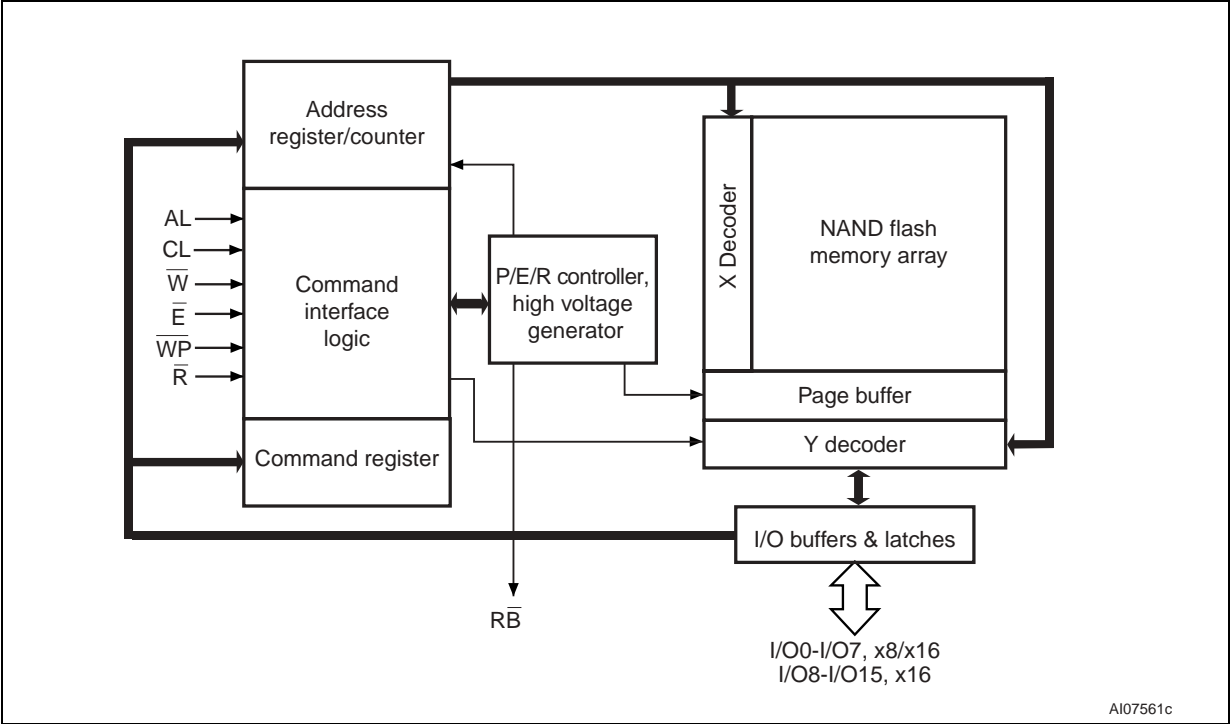 Address
register/counter
AL
CL
W̅
E̅
W̅P̅
R̅
Command
interface
logic
Command register
P/E/R controller,
high voltage
generator
RB̅
X Decoder
NAND flash
memory array
Page buffer
Y decoder
I/O buffers & latches
I/O0-I/O7, x8/x16
I/O8-I/O15, x16
AI07561c